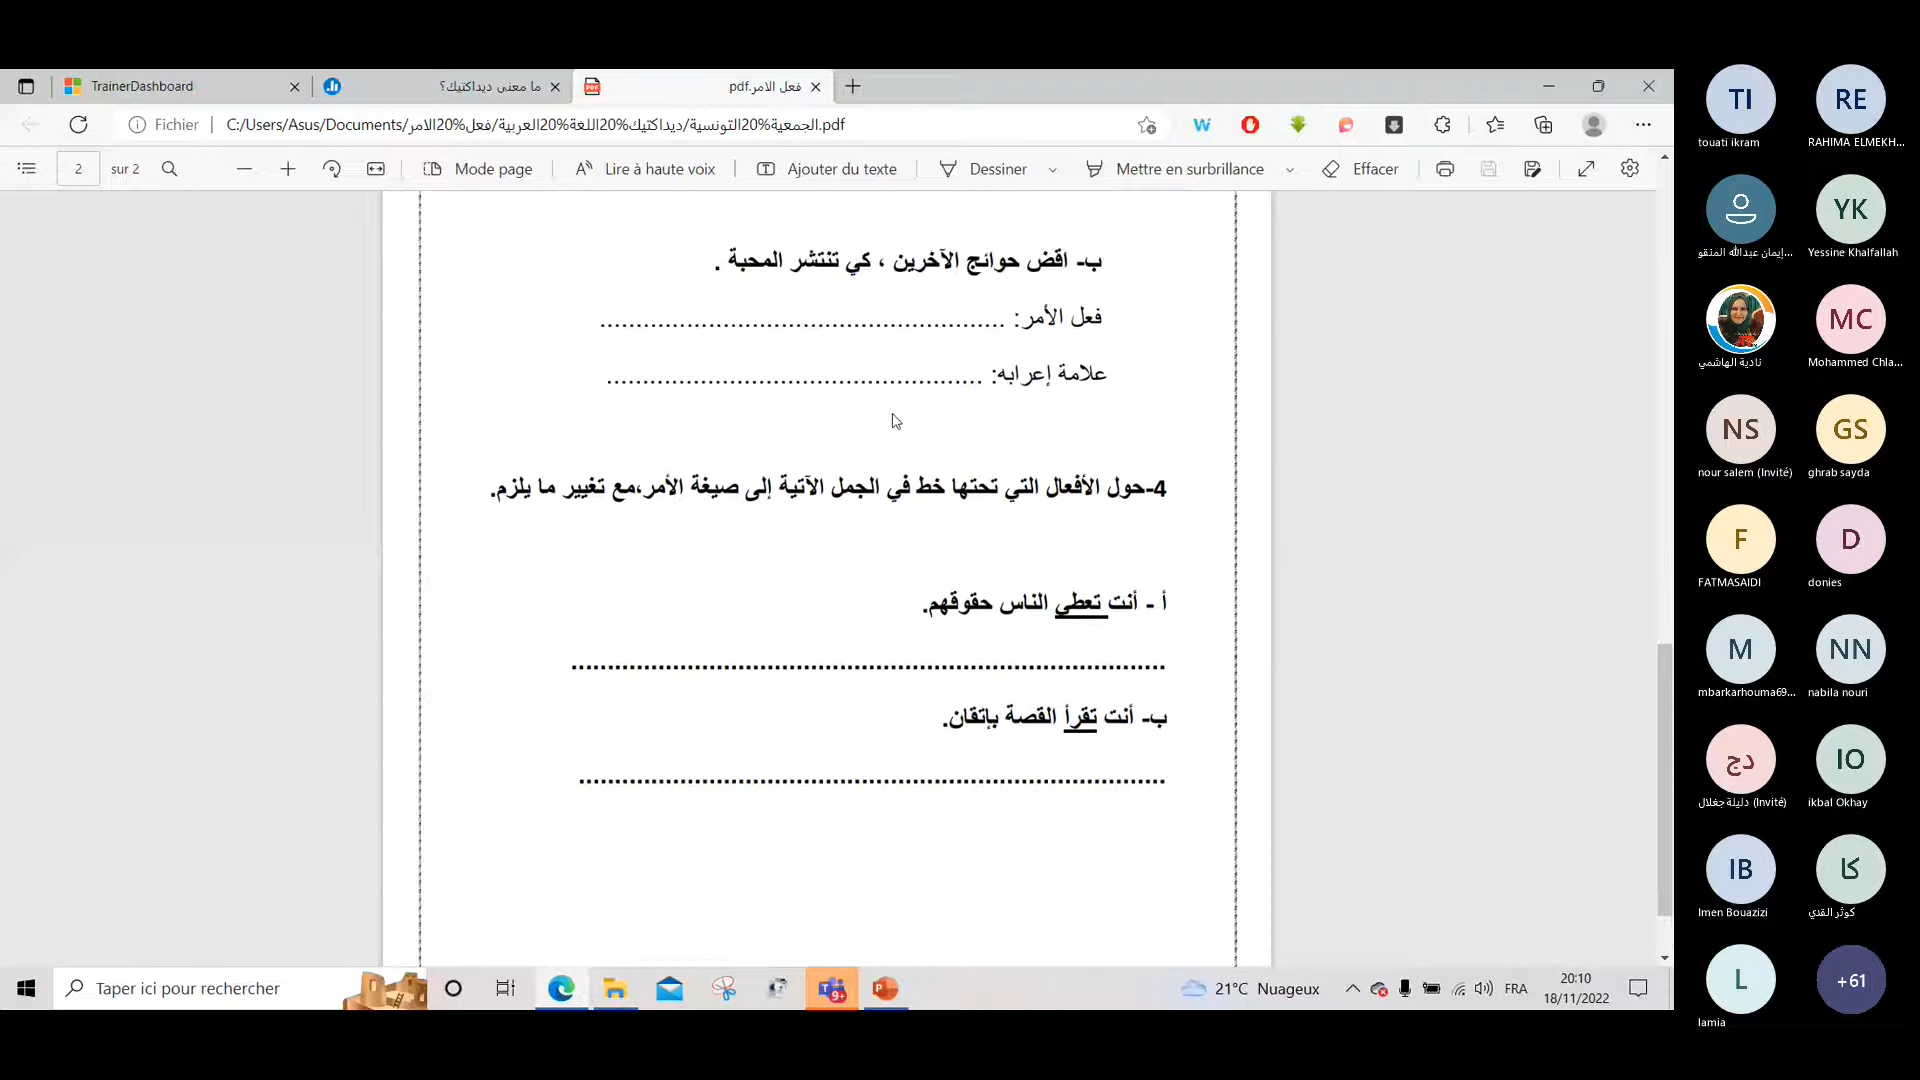 TrainerDashboard
ما معنى ديداكتيك؟
فعل الامر.pdf
Fichier
C:/Users/Asus/Documents/الجمعية%20التونسية/ديداكتيك%20اللغة%20العربية/فعل%20الامر.pdf
2 sur 2
Mode page
Lire à haute voix
Ajouter du texte
Dessiner
Mettre en surbrillance
Effacer
ب- اقض حوائج الآخرين ، كي تنتشر المحبة .
فعل الأمر: ........................................................
علامة إعرابه: ....................................................
4-حول الأفعال التي تحتها خط في الجمل الآتية إلى صيغة الأمر،مع تغيير ما يلزم.
أ - أنت تعطي الناس حقوقهم.
..................................................................................
ب- أنت تقرأ القصة بإتقان.
.................................................................................
Taper ici pour rechercher
9+
21°C Nuageux
FRA
20:10
18/11/2022
TI
touati ikram
RE
RAHIMA ELMEKH...
إيمان عبدالله المنقو...
YK
Yessine Khalfallah
نادية الهاشمي
MC
Mohammed Chla...
NS
nour salem (Invité)
GS
ghrab sayda
F
FATMASAIDI
D
donies
M
mbarkarhouma69...
NN
nabila nouri
دج
دليلة جغلال (Invité)
IO
ikbal Okhay
IB
Imen Bouazizi
كا
كوثر القدي
L
lamia
+61